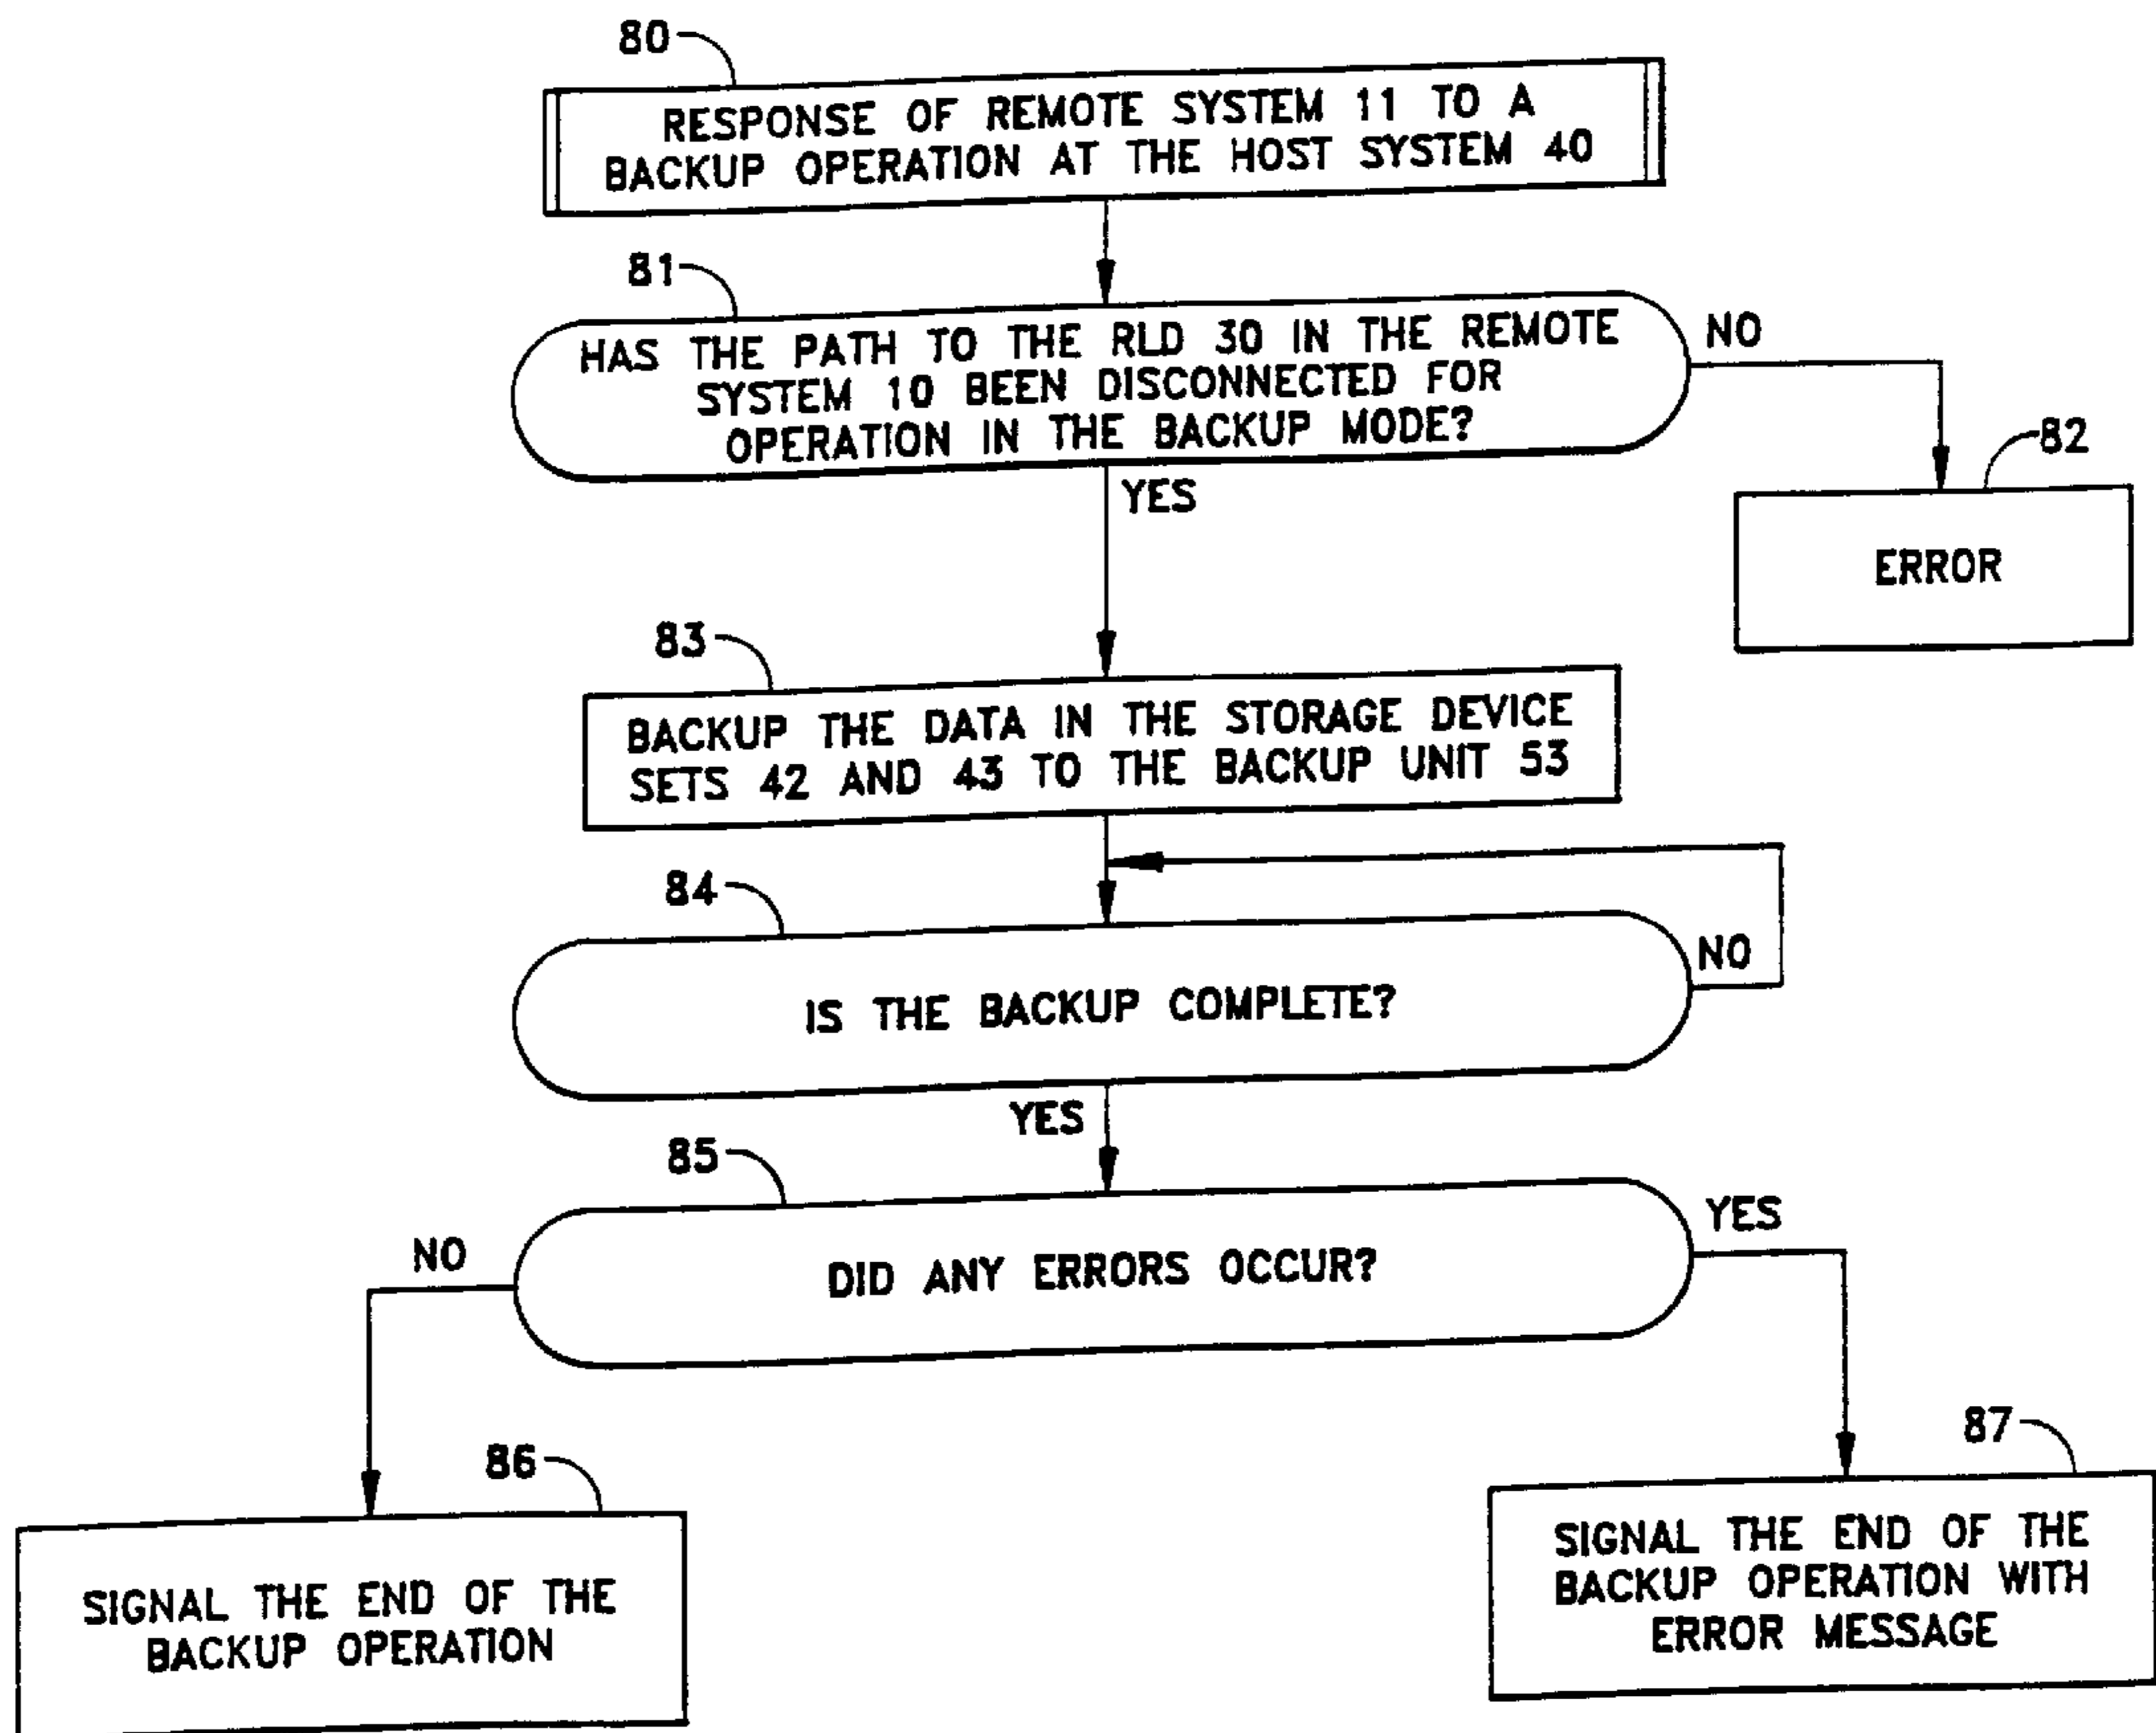 80
RESPONSE OF REMOTE SYSTEM 11 TO A
BACKUP OPERATION AT THE HOST SYSTEM 40
81
HAS THE PATH TO THE RLD 30 IN THE REMOTE
SYSTEM 10 BEEN DISCONNECTED FOR
OPERATION IN THE BACKUP MODE?
NO
82
ERROR
YES
83
BACKUP THE DATA IN THE STORAGE DEVICE
SETS 42 AND 43 TO THE BACKUP UNIT 53
84
IS THE BACKUP COMPLETE?
NO
YES
85
DID ANY ERRORS OCCUR?
NO
YES
86
SIGNAL THE END OF THE
BACKUP OPERATION
87
SIGNAL THE END OF THE
BACKUP OPERATION WITH
ERROR MESSAGE